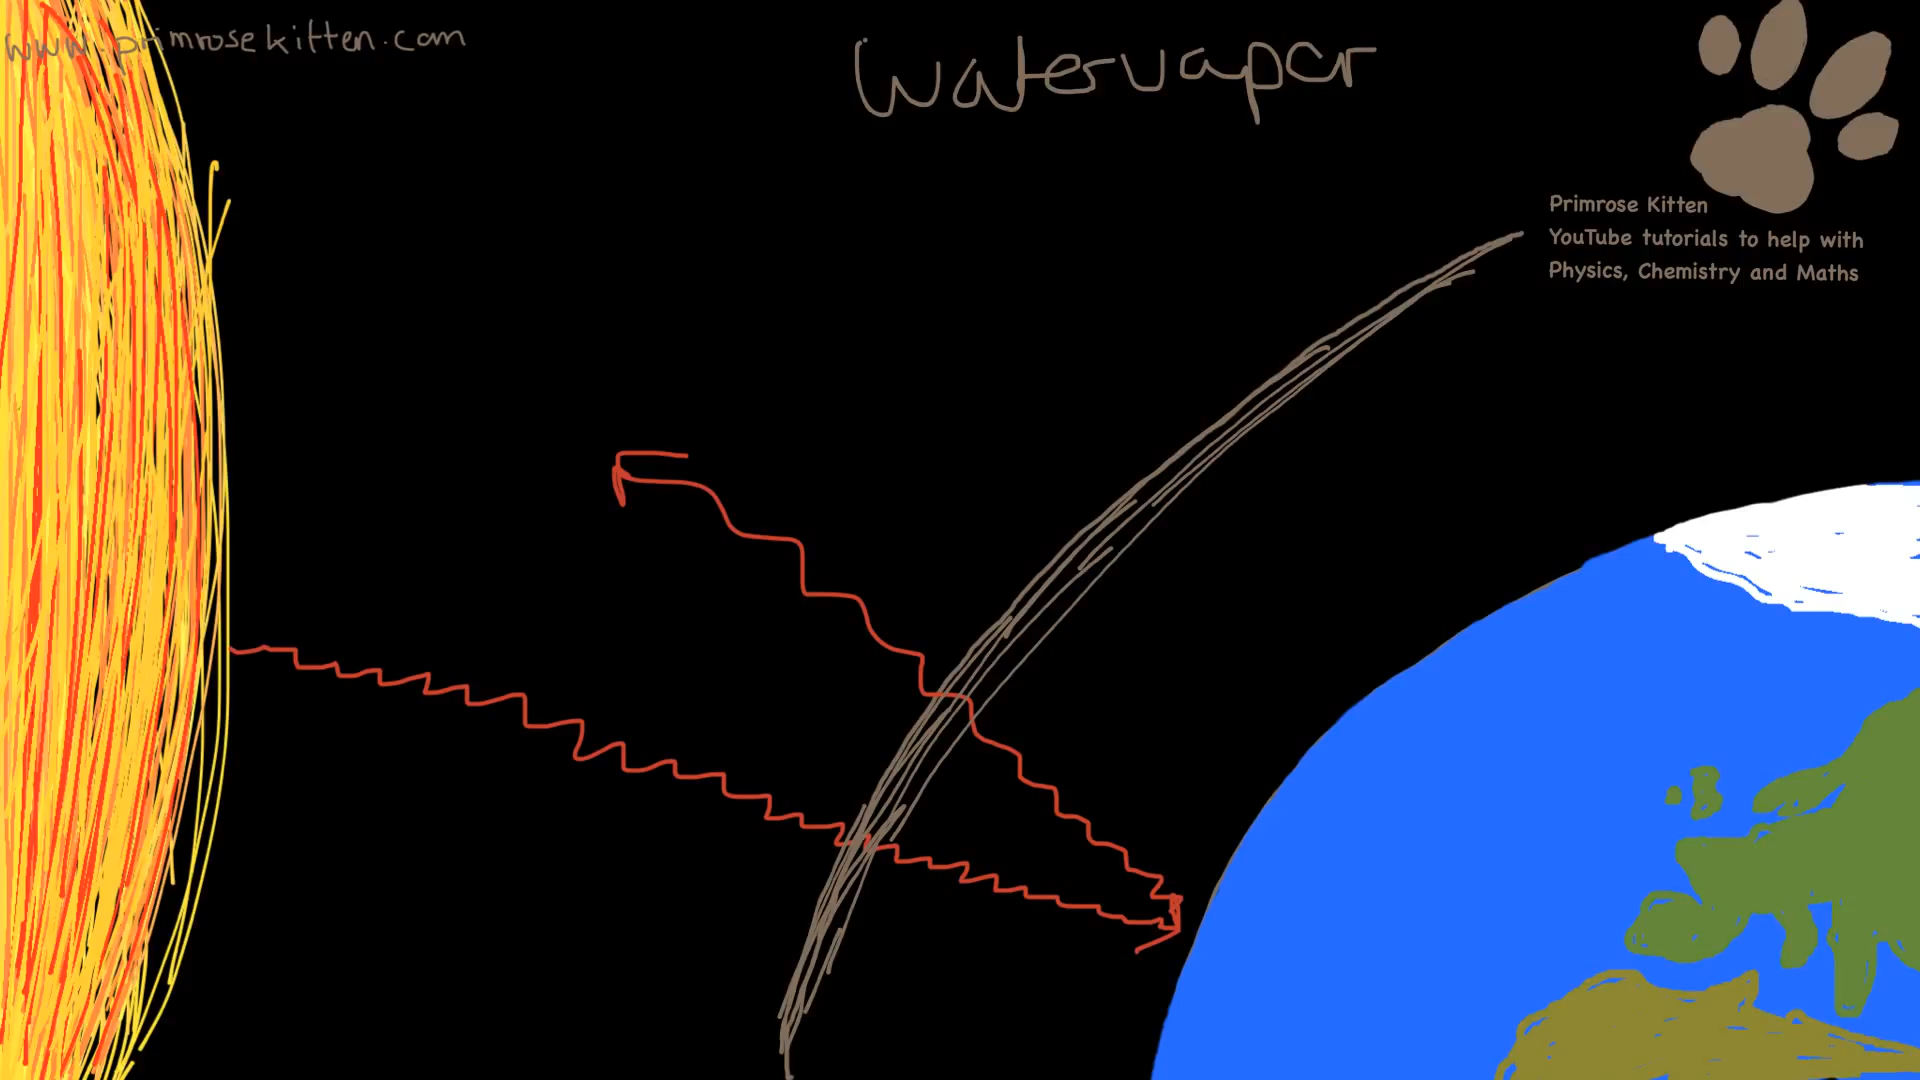 www.primrosekitten.com
Watervapor
Primrose Kitten
YouTube tutorials to help with
Physics, Chemistry and Maths